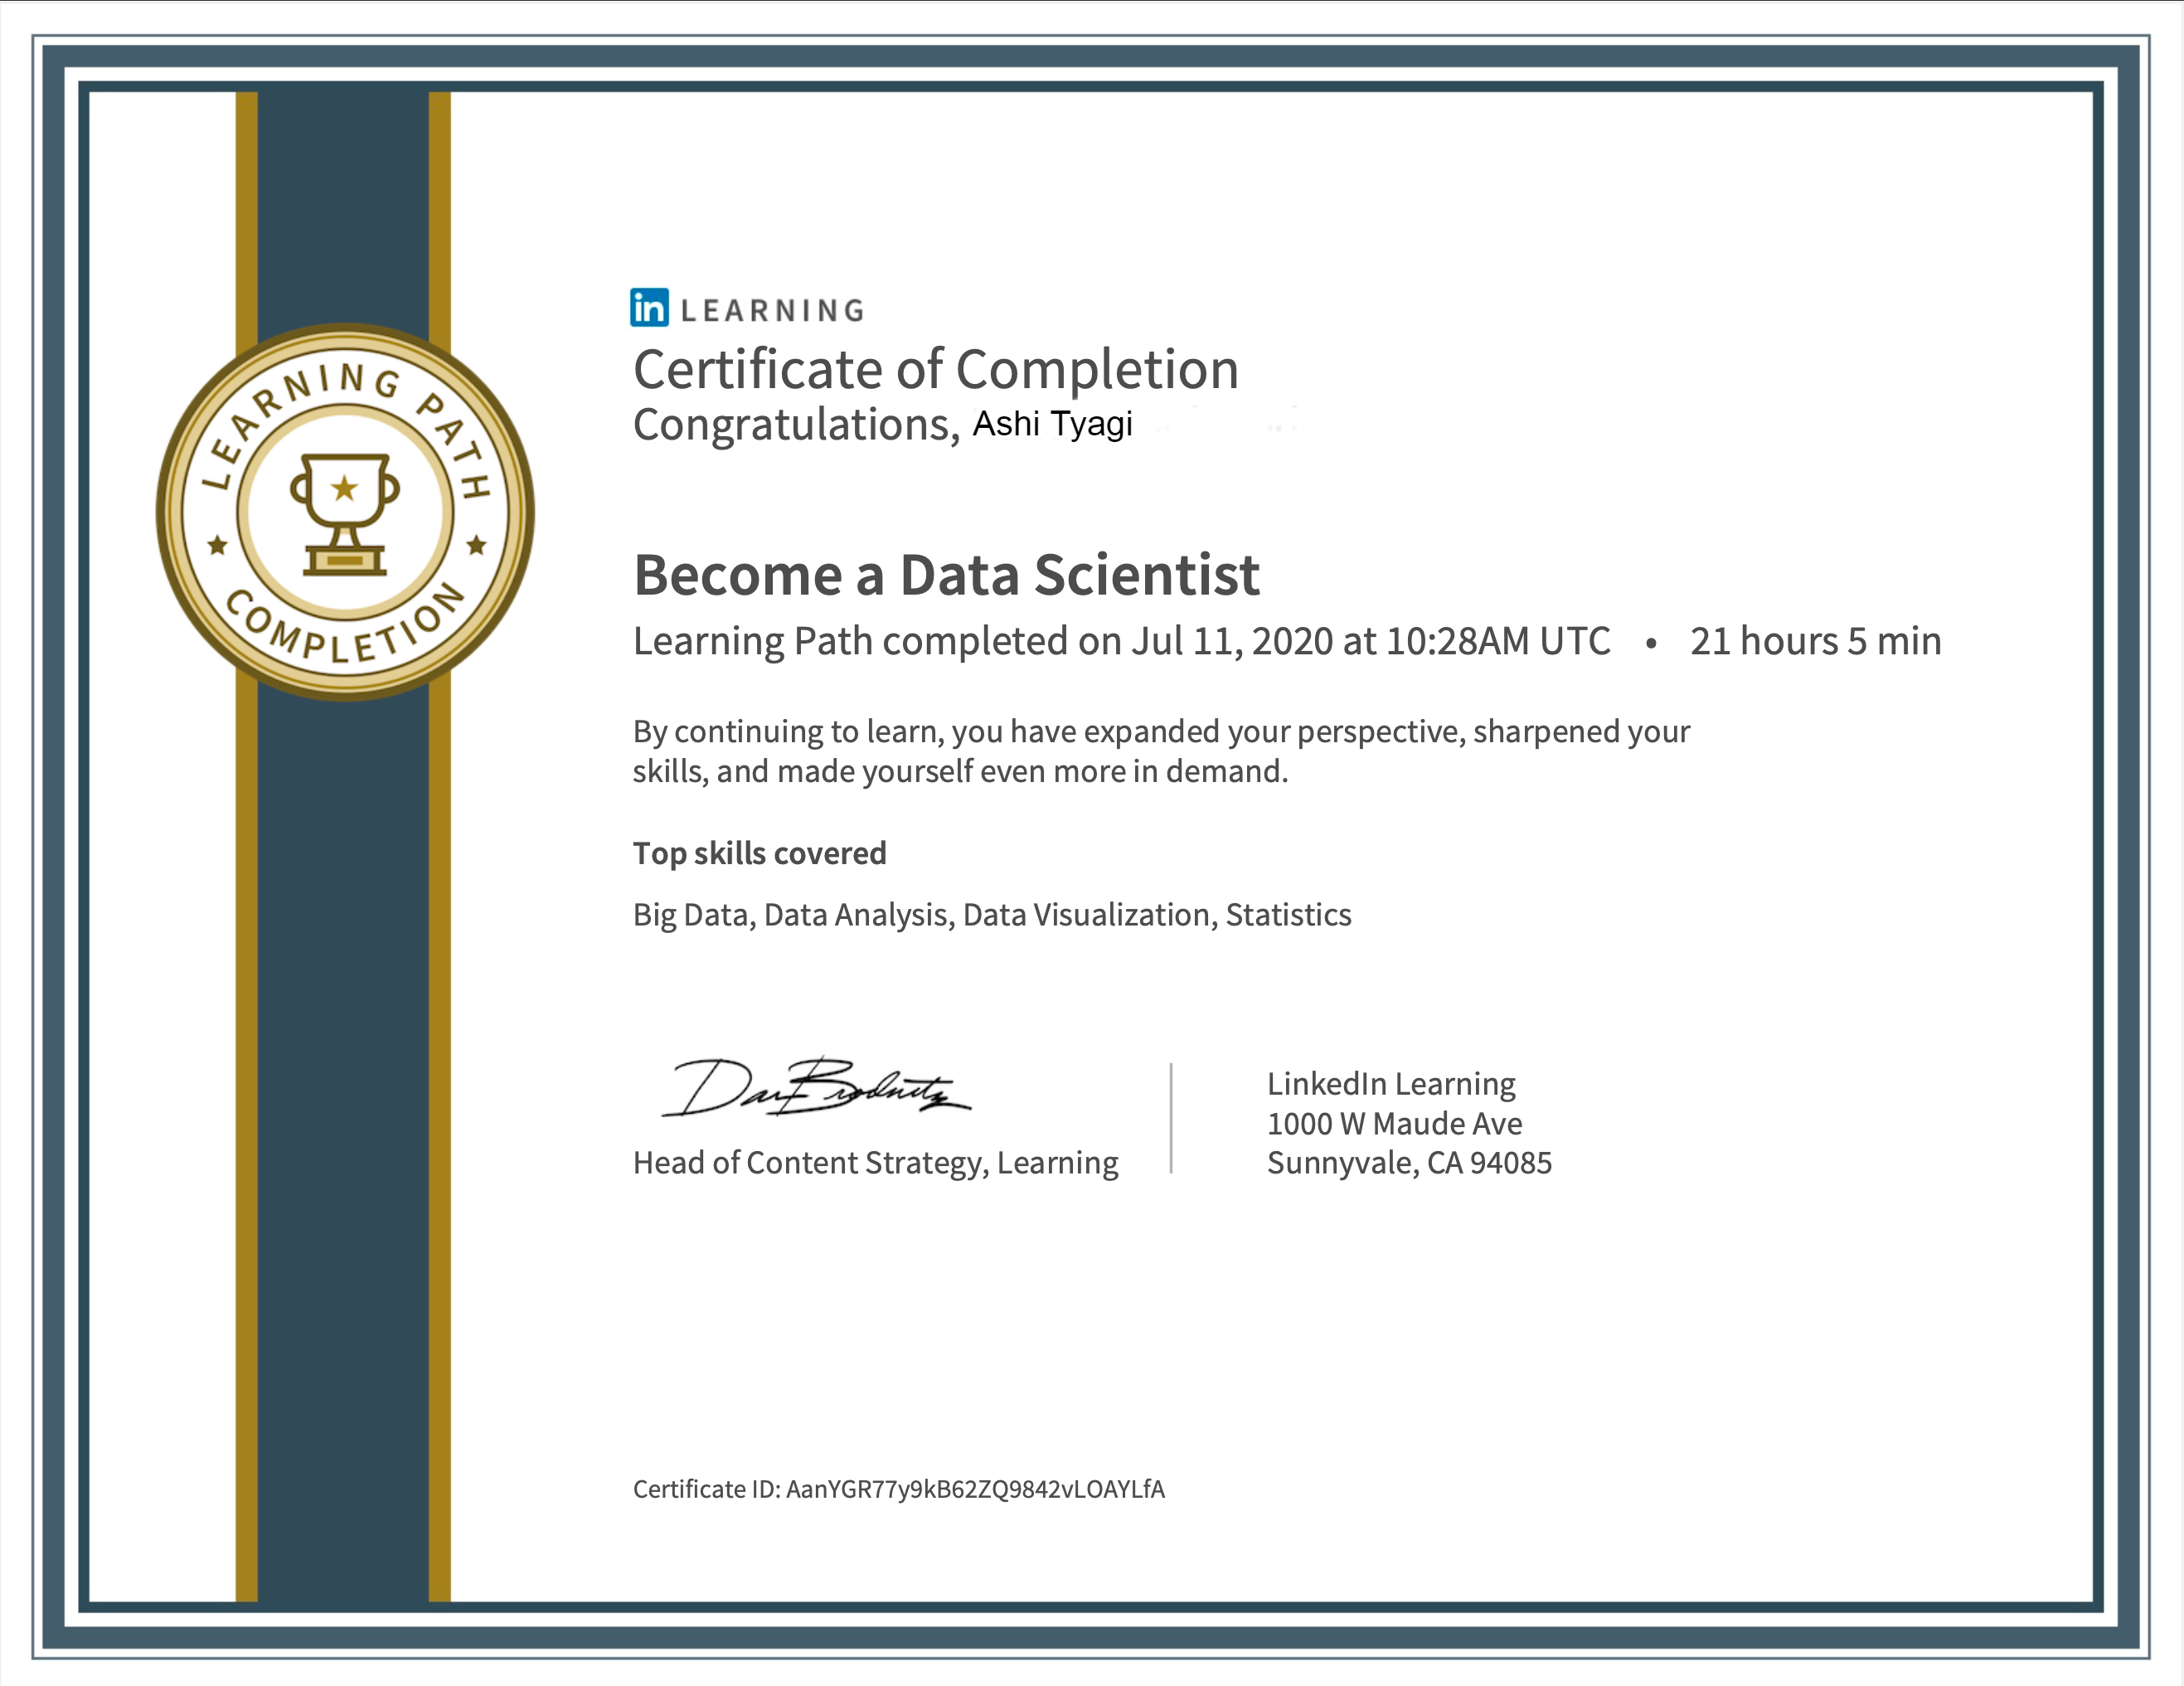 LEARNING PATH
COMPLETION
in LEARNING
Certificate of Completion
Congratulations, Ashi Tyagi
Become a Data Scientist
Learning Path completed on Jul 11, 2020 at 10:28AM UTC • 21 hours 5 min
By continuing to learn, you have expanded your perspective, sharpened your
skills, and made yourself even more in demand.
Top skills covered
Big Data, Data Analysis, Data Visualization, Statistics
Head of Content Strategy, Learning
LinkedIn Learning
1000 W Maude Ave
Sunnyvale, CA 94085
Certificate ID: AanYGR77y9kB62ZQ9842vLOAYLfA